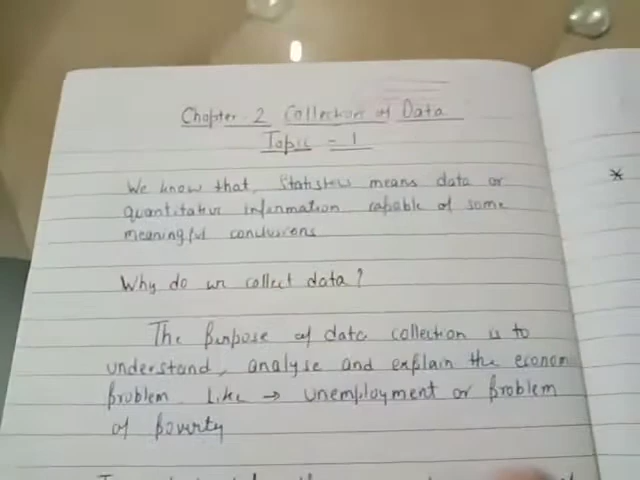 Chapter-2 Collection of Data
Topic - 1
We know that, Statistics means data or
quantitative information capable of some
meaningful conclusions
*
Why do we collect data?
The purpose of data collection is to
understand, analyse and explain the econom
problem. Like → unemployment or problem
of poverty